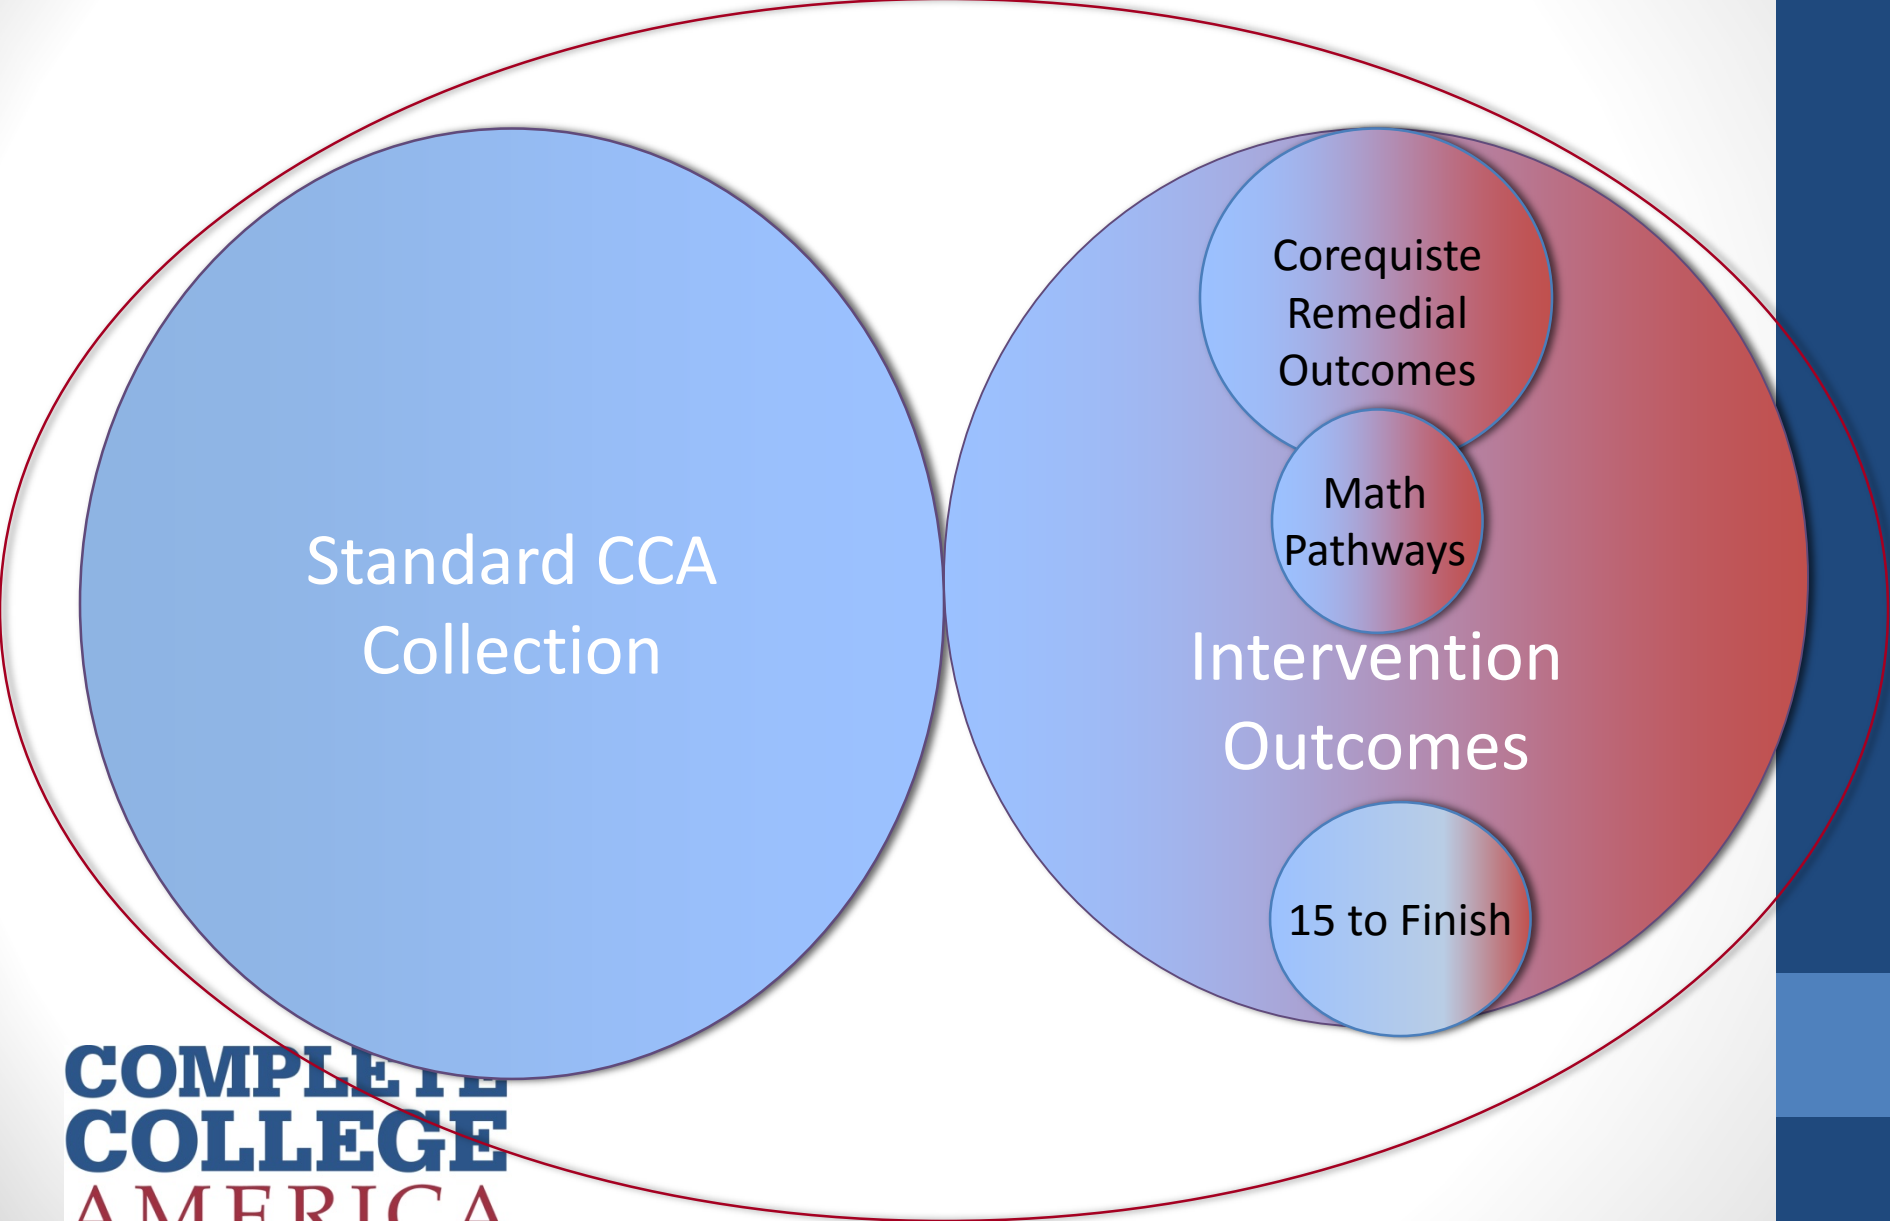 Standard CCA
Collection
Corequiste
Remedial
Outcomes
Math
Pathways
Intervention
Outcomes
15 to Finish
COMPLETE
COLLEGE
AMERICA